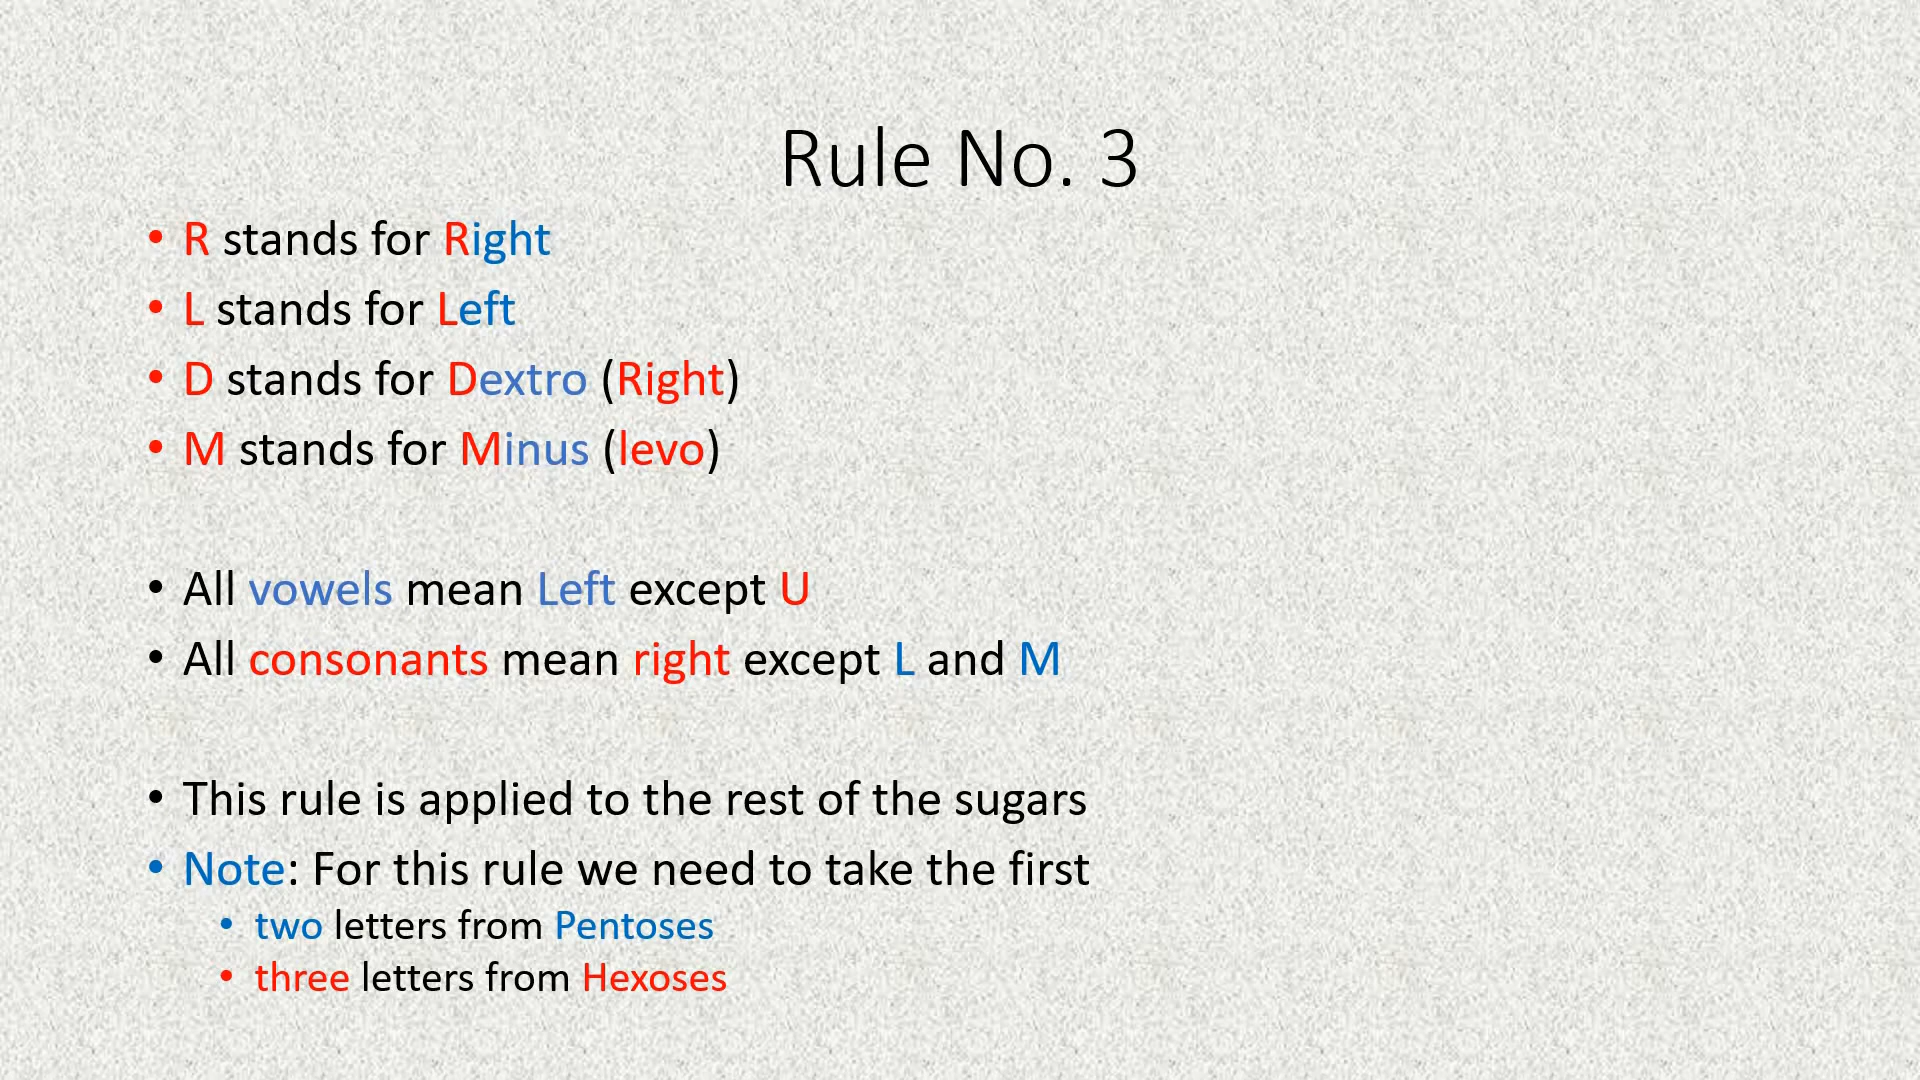 Rule No. 3
• R stands for Right
• L stands for Left
• D stands for Dextro (Right)
• M stands for Minus (levo)
• All vowels mean Left except U
• All consonants mean right except L and M
• This rule is applied to the rest of the sugars
• Note: For this rule we need to take the first
• two letters from Pentoses
• three letters from Hexoses